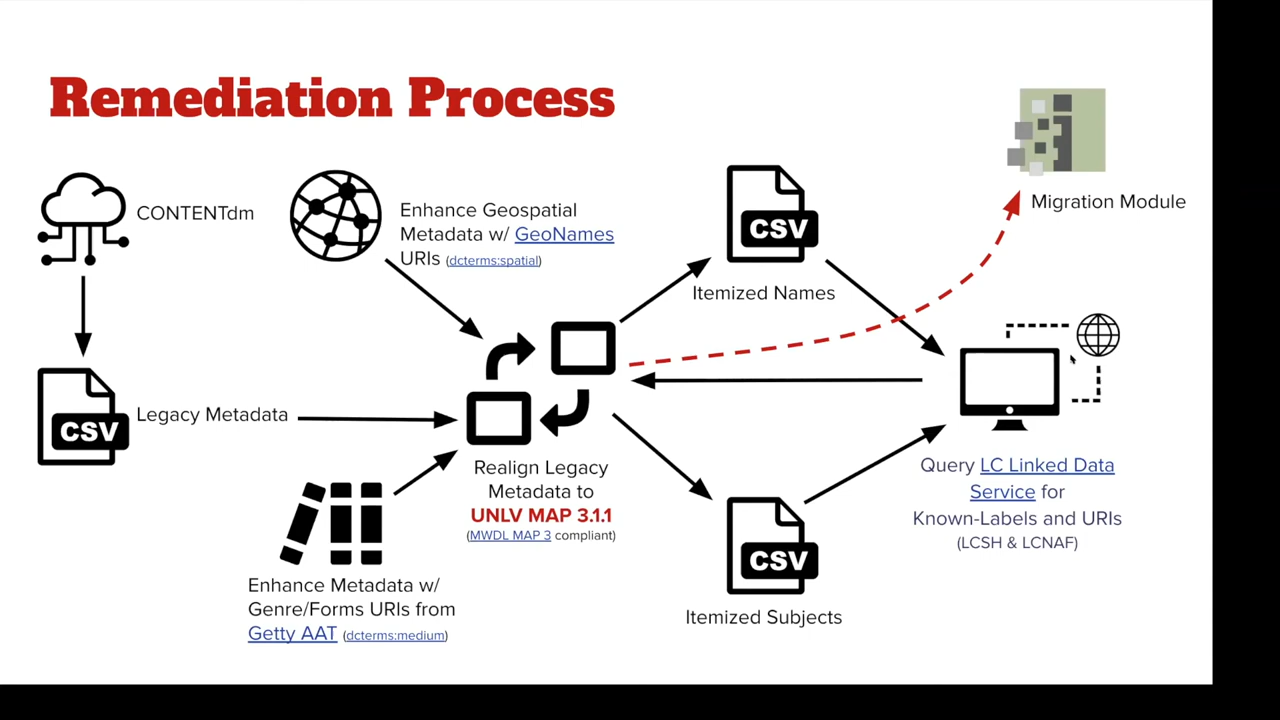 Remediation Process
CONTENTdm
CSV
Legacy Metadata
Enhance Geospatial
Metadata w/ GeoNames
URIs (dcterms:spatial)
Enhance Metadata w/
Genre/Forms URIs from
Getty AAT (dcterms:medium)
Realign Legacy
Metadata to
UNLV MAP 3.1.1
(MWDL MAP 3 compliant)
CSV
Itemized Names
CSV
Itemized Subjects
Query LC Linked Data
Service for
Known-Labels and URIs
(LCSH & LCNAF)
Migration Module